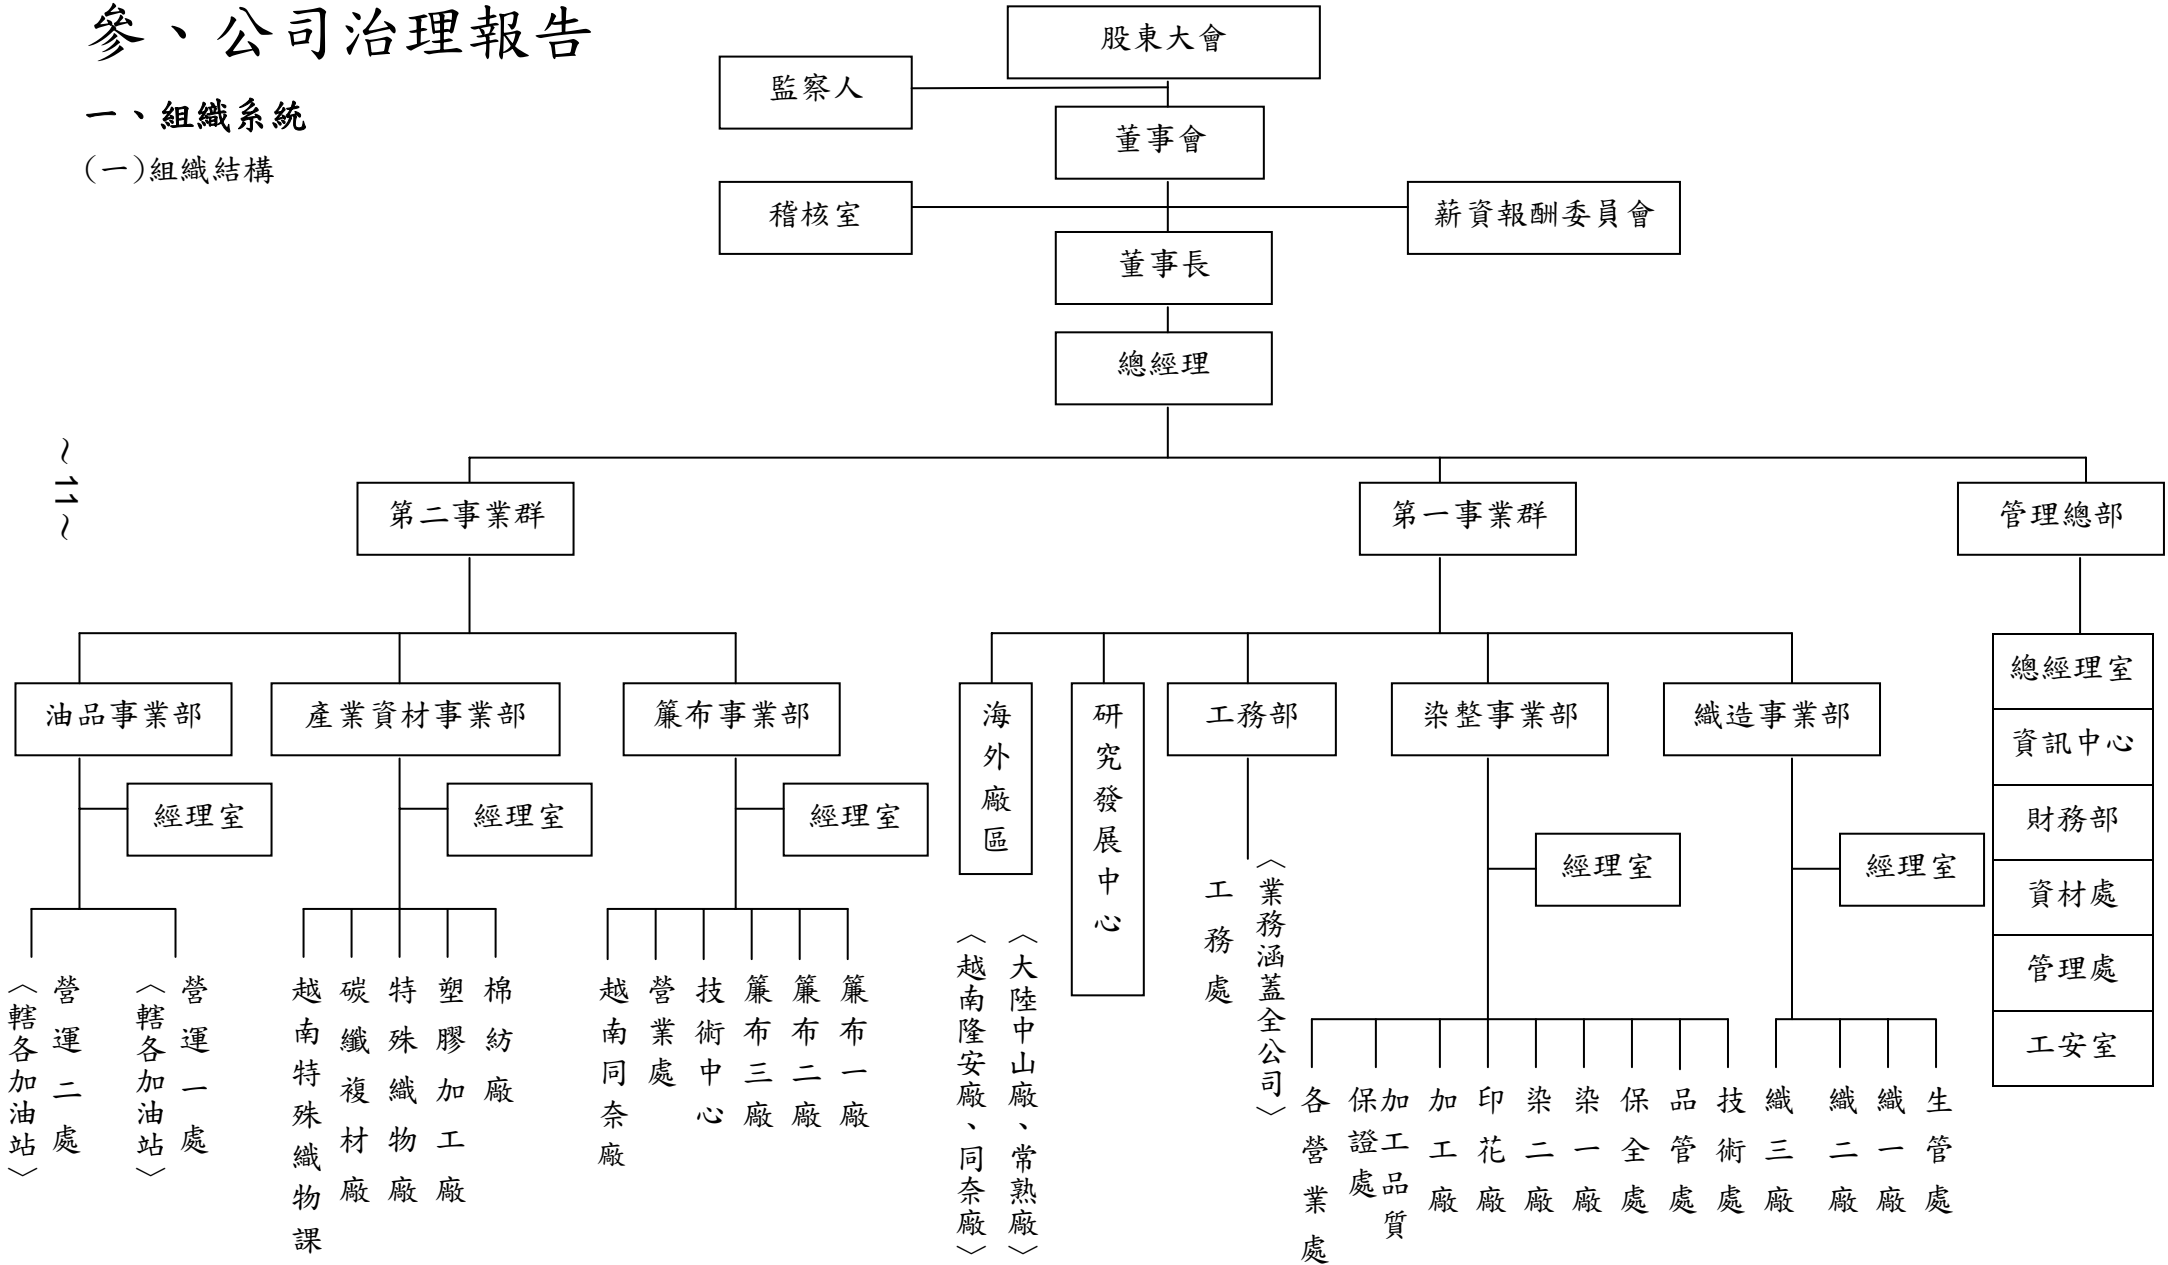 參、公司治理報告
一、組織系統
(一)組織結構
股東大會
監察人
董事會
稽核室
薪資報酬委員會
董事長
總經理
~11~
第二事業群
第一事業群
管理總部
油品事業部
產業資材事業部
簾布事業部
海外廠區
研究發展中心
工務部
染整事業部
織造事業部
總經理室
資訊中心
財務部
資材處
管理處
工安室
經理室
經理室
經理室
經理室
經理室
〈轄各加油站〉
營運二處
〈轄各加油站〉
營運一處
越南特殊織物課
碳纖複材廠
特殊織物廠
塑膠加工廠
棉紡廠
越南同奈廠
營業處
技術中心
簾布三廠
簾布二廠
簾布一廠
〈越南隆安廠、同奈廠〉
〈大陸中山廠、常熟廠〉
工務處
〈業務涵蓋全公司〉
各營業處
加工品質
保證處
加工廠
印花廠
染二廠
染一廠
保全處
品管處
技術處
織三廠
織二廠
織一廠
生管處